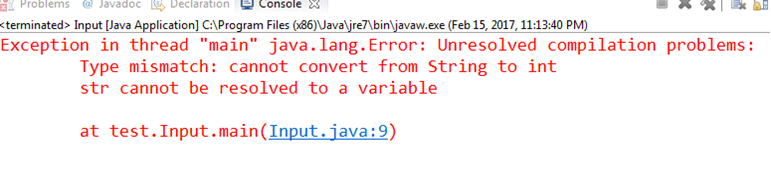 Problems @ Javadoc Declaration Console
<terminated> Input [Java Application] C:\Program Files (x86)\Java\jre7\bin\javaw.exe (Feb 15, 2017, 11:13:40 PM)
Exception in thread "main" java.lang.Error: Unresolved compilation problems:
Type mismatch: cannot convert from String to int
str cannot be resolved to a variable
at test.Input.main(Input.java:9)